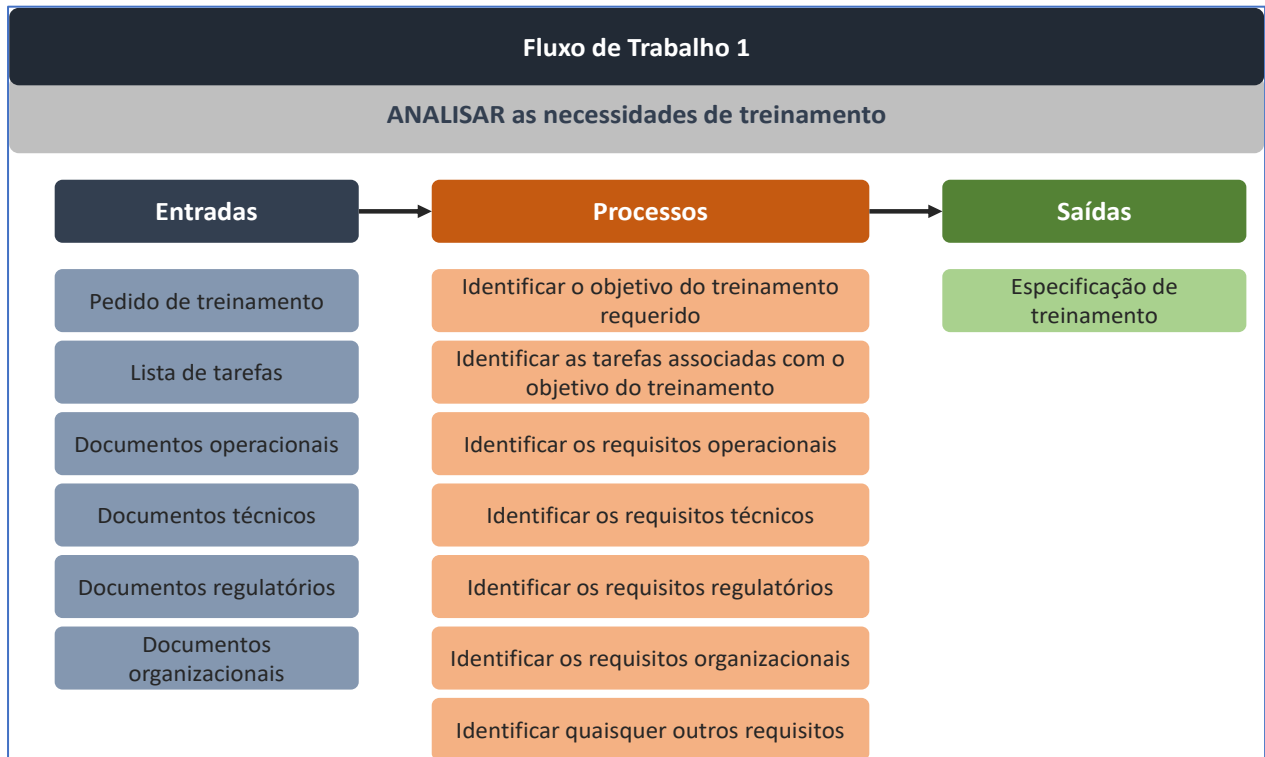 Fluxo de Trabalho 1
ANALISAR as necessidades de treinamento
Entradas
Processos
Saídas
Pedido de treinamento
Lista de tarefas
Documentos operacionais
Documentos técnicos
Documentos regulatórios
Documentos
organizacionais
Identificar o objetivo do treinamento
requerido
Identificar as tarefas associadas com o
objetivo do treinamento
Identificar os requisitos operacionais
Identificar os requisitos técnicos
Identificar os requisitos regulatórios
Identificar os requisitos organizacionais
Identificar quaisquer outros requisitos
Especificação de
treinamento